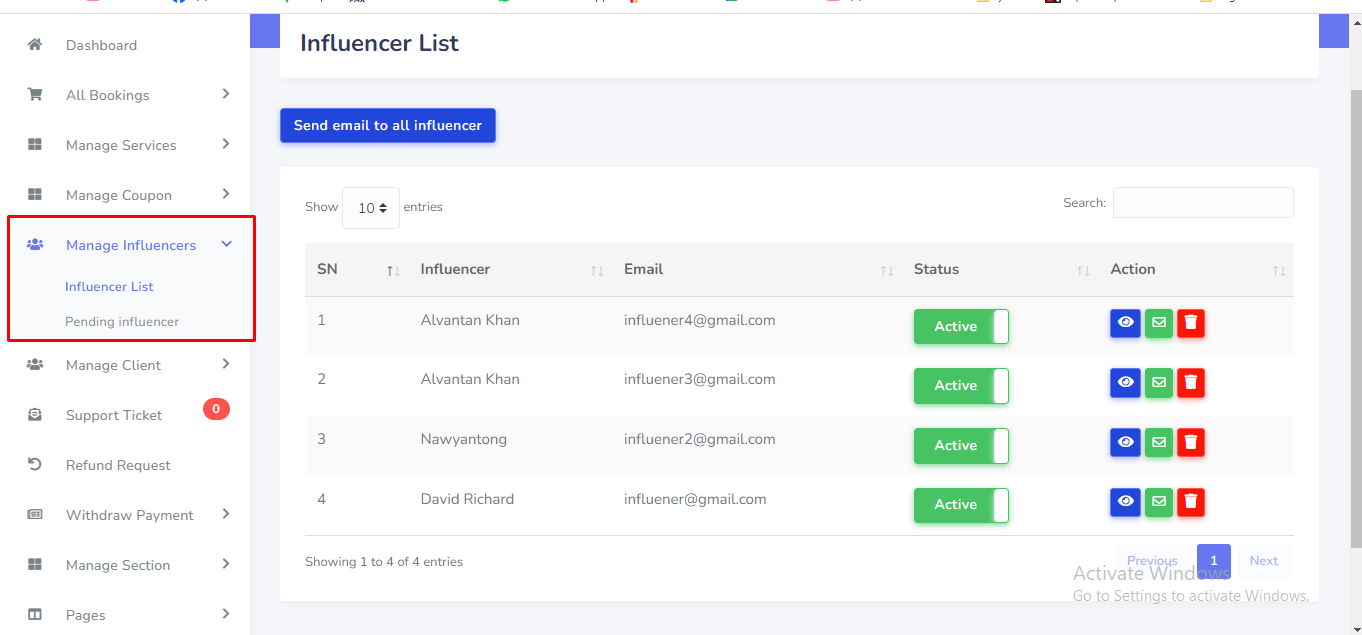 Dashboard
All Bookings
Manage Services
Manage Coupon
Manage Influencers
Influencer List
Pending influencer
Manage Client
Support Ticket 0
Refund Request
Withdraw Payment
Manage Section
Pages
Influencer List
Send email to all influencer
Show 10 entries
Search:
SN Influencer Email Status Action
1 Alvantan Khan influener4@gmail.com Active
2 Alvantan Khan influener3@gmail.com Active
3 Nawyantong influener2@gmail.com Active
4 David Richard influener@gmail.com Active
Showing 1 to 4 of 4 entries
Previous 1 Next
Activate Windows
Go to Settings to activate Windows.